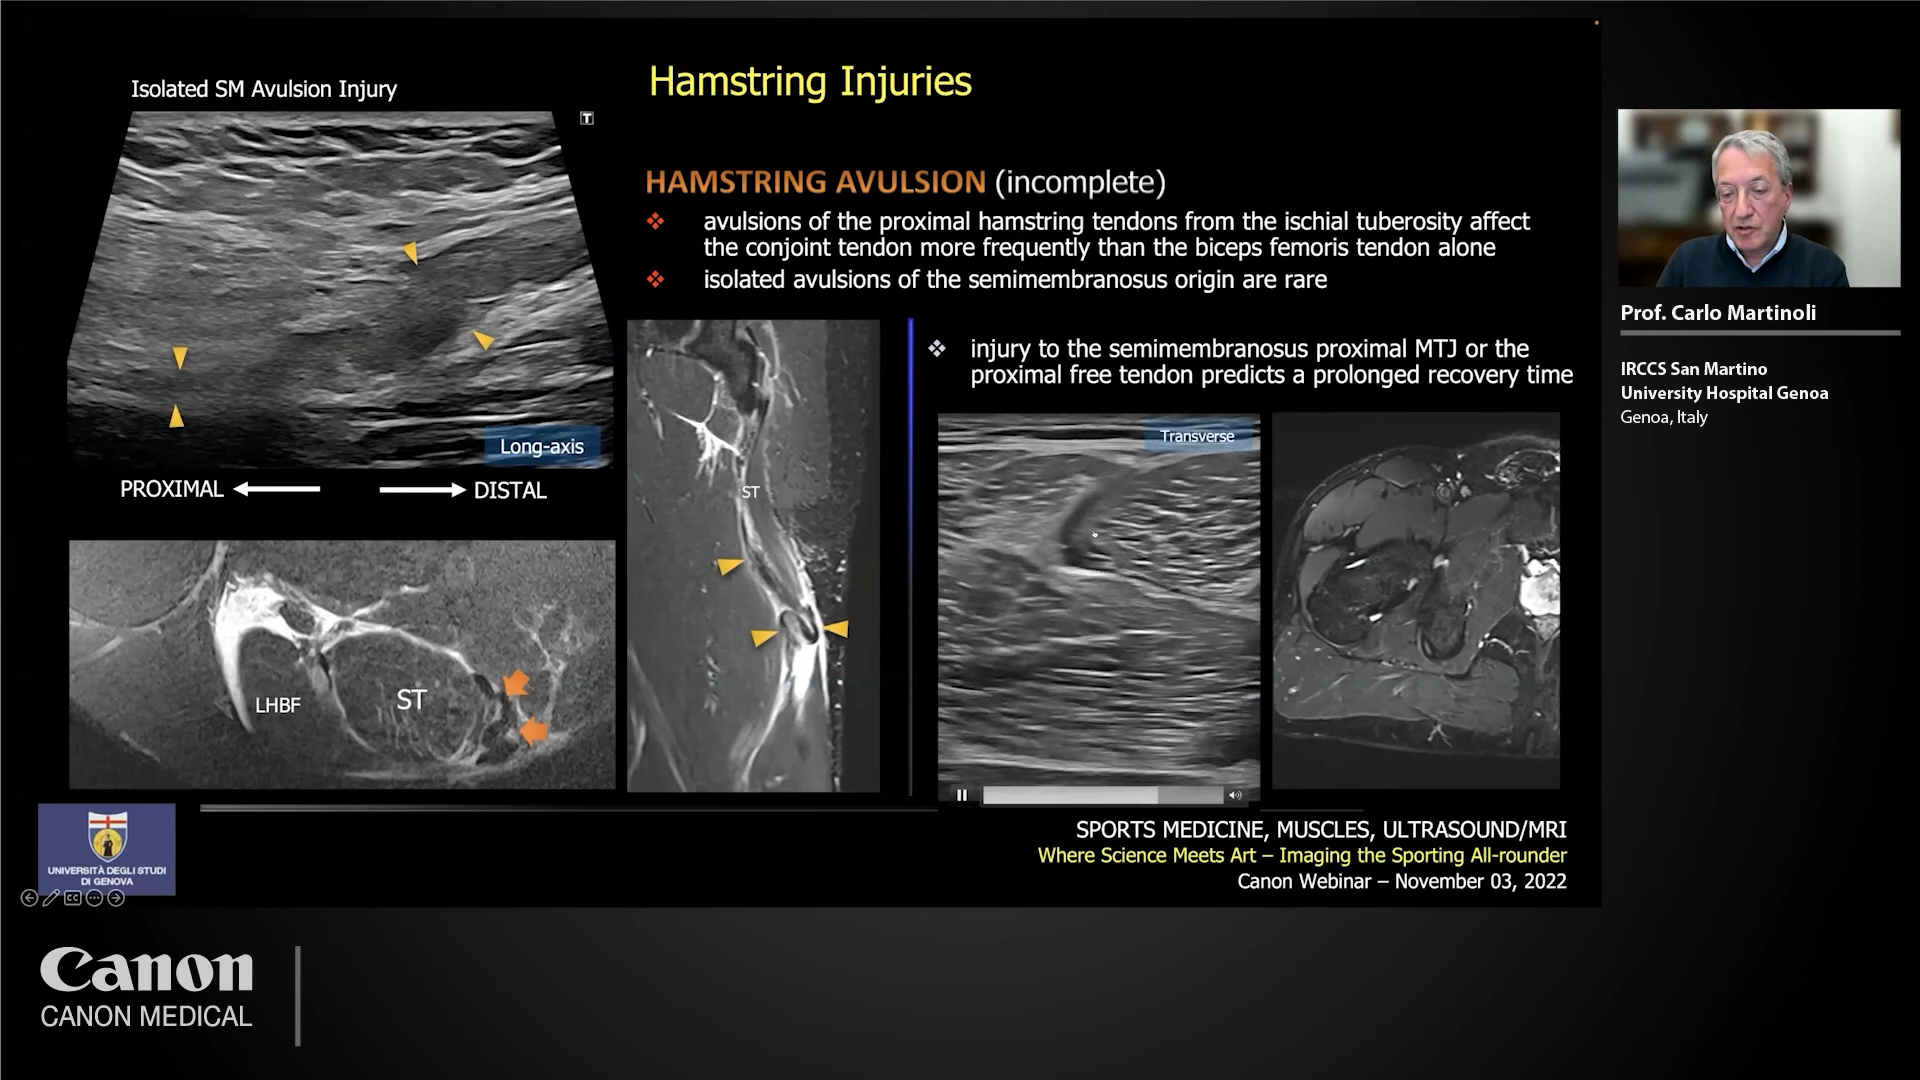 Isolated SM Avulsion Injury
T
Long-axis
PROXIMAL
DISTAL
LHBF
ST
Hamstring Injuries
HAMSTRING AVULSION (incomplete)
avulsions of the proximal hamstring tendons from the ischial tuberosity affect
the conjoint tendon more frequently than the biceps femoris tendon alone
isolated avulsions of the semimembranosus origin are rare
ST
injury to the semimembranosus proximal MTJ or the
proximal free tendon predicts a prolonged recovery time
Transverse
UNIVERSITÀ DEGLI STUDI
DI GENOVA
CC
SPORTS MEDICINE, MUSCLES, ULTRASOUND/MRI
Where Science Meets Art – Imaging the Sporting All-rounder
Canon Webinar – November 03, 2022
Prof. Carlo Martinoli
IRCCS San Martino
University Hospital Genoa
Genoa, Italy
Canon
CANON MEDICAL